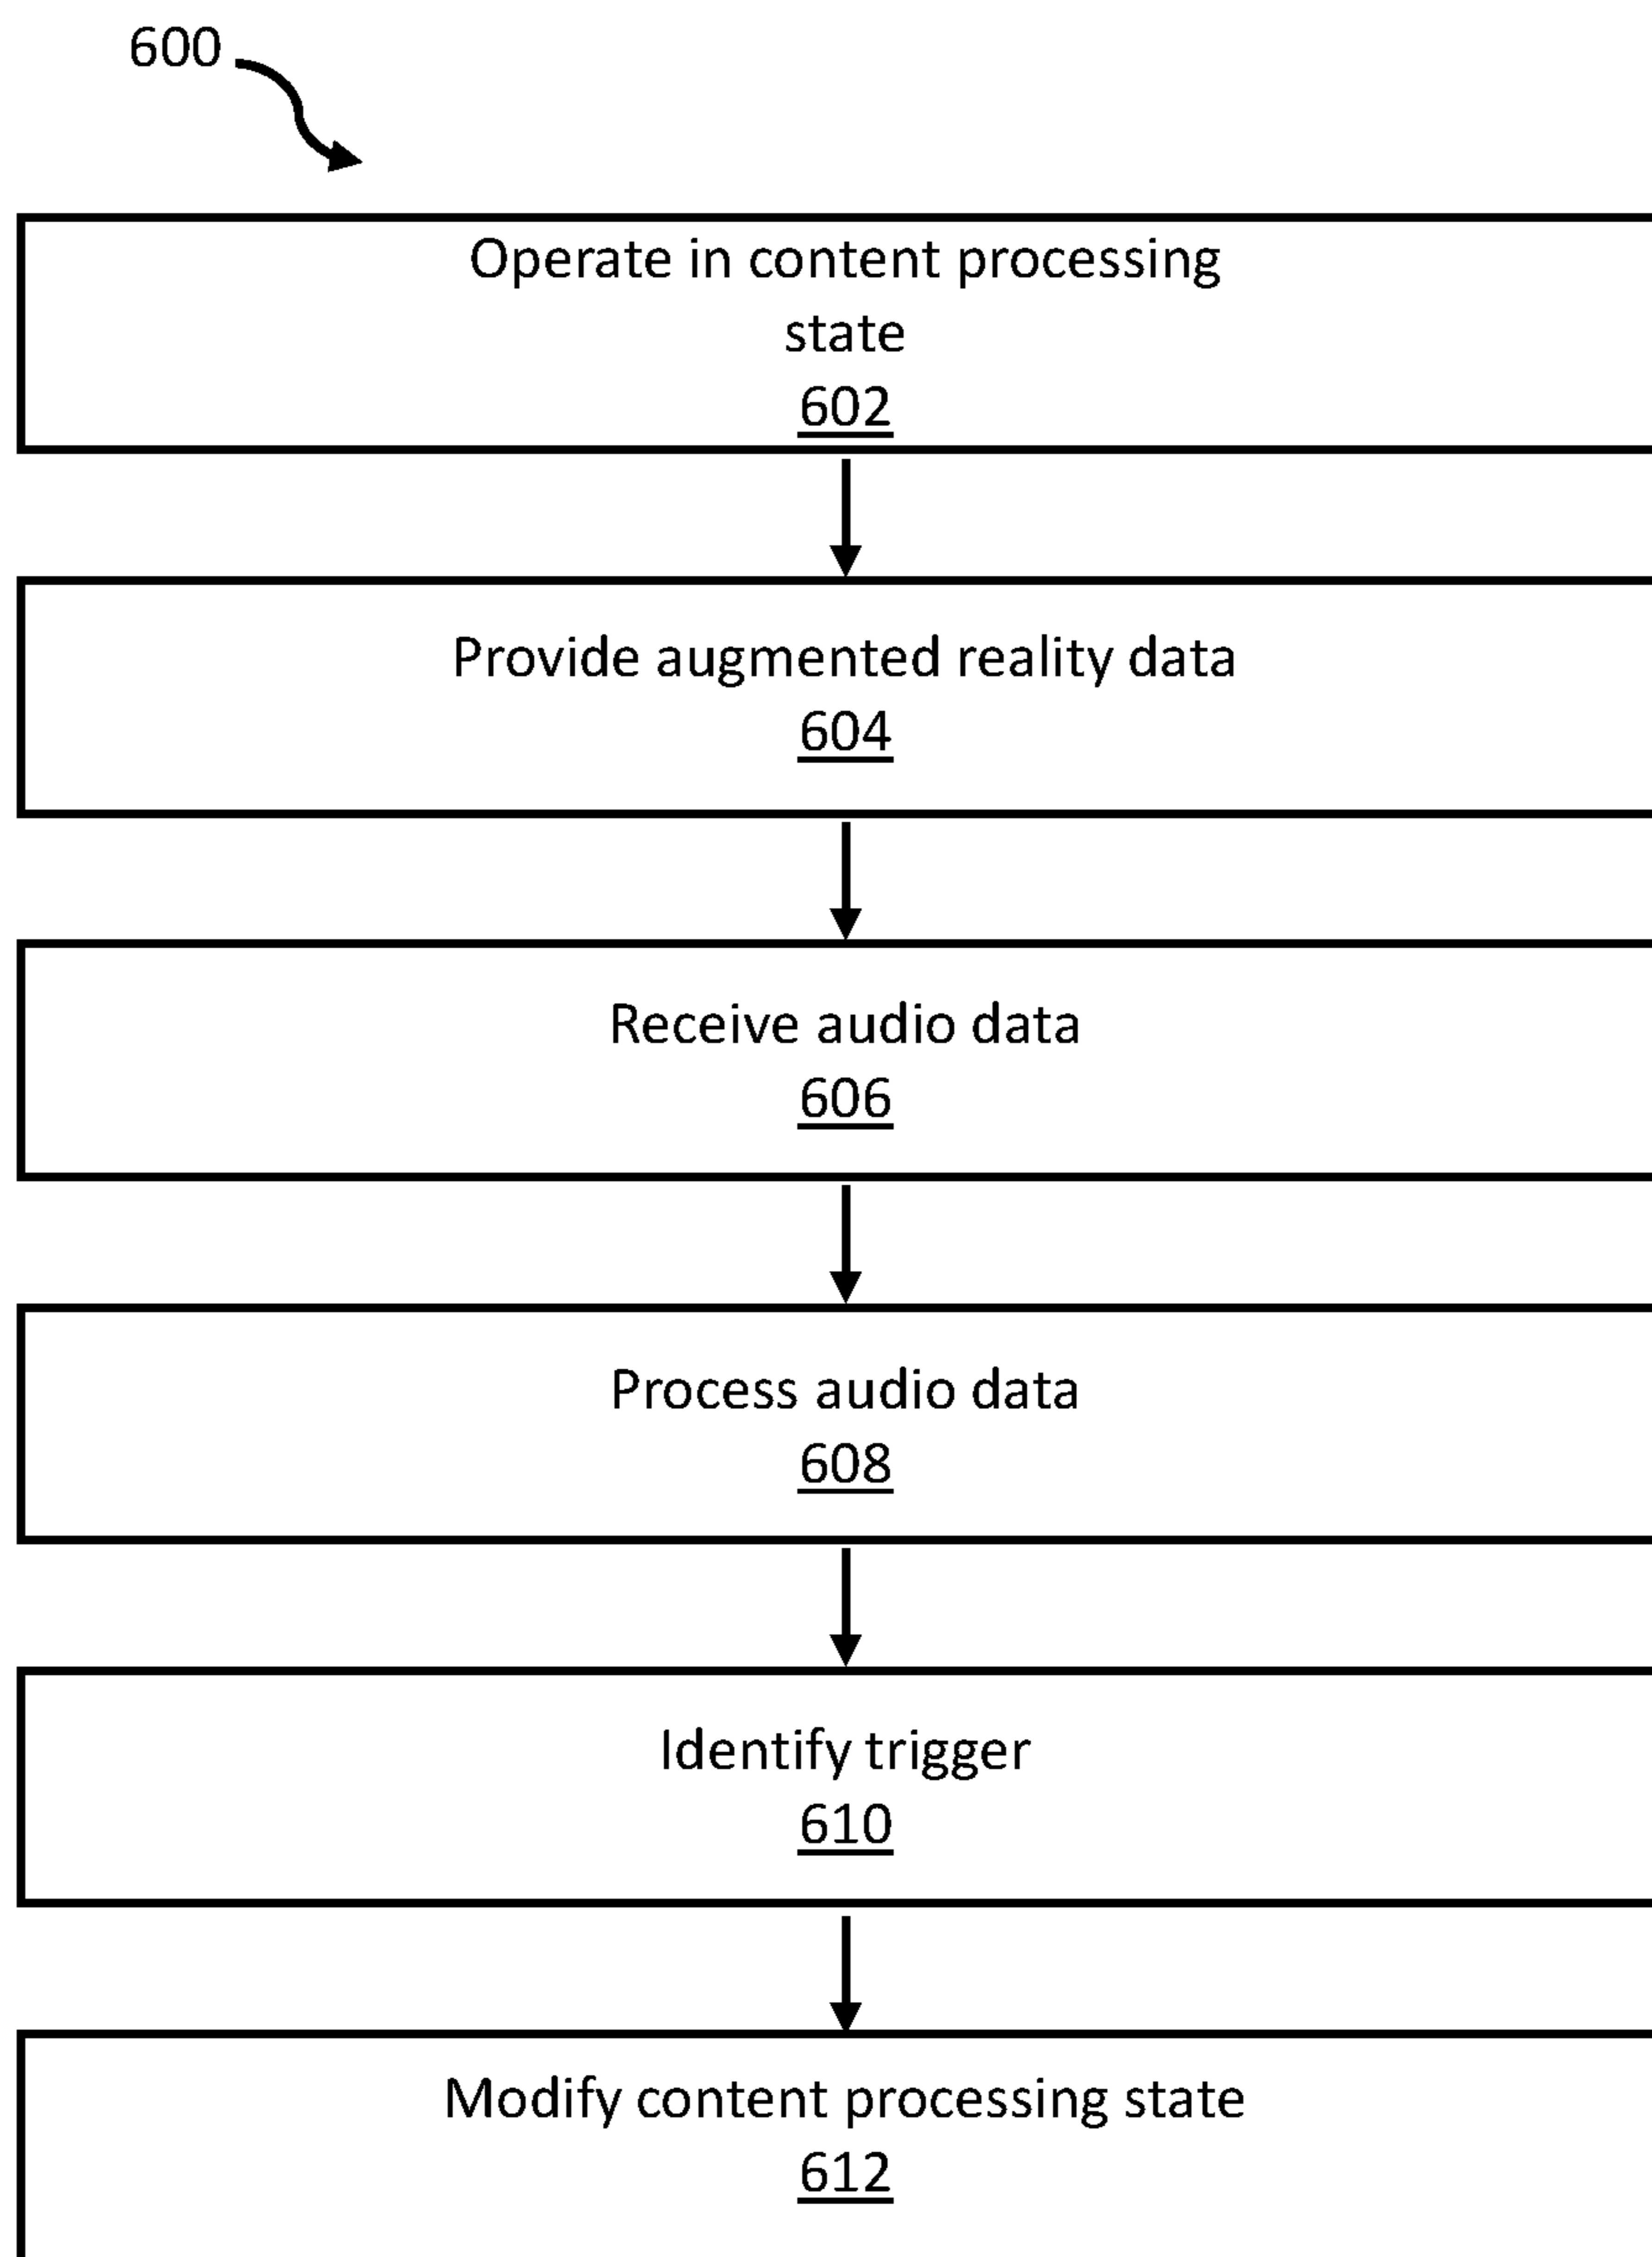 600
Operate in content processing
state
602
Provide augmented reality data
604
Receive audio data
606
Process audio data
608
Identify trigger
610
Modify content processing state
612